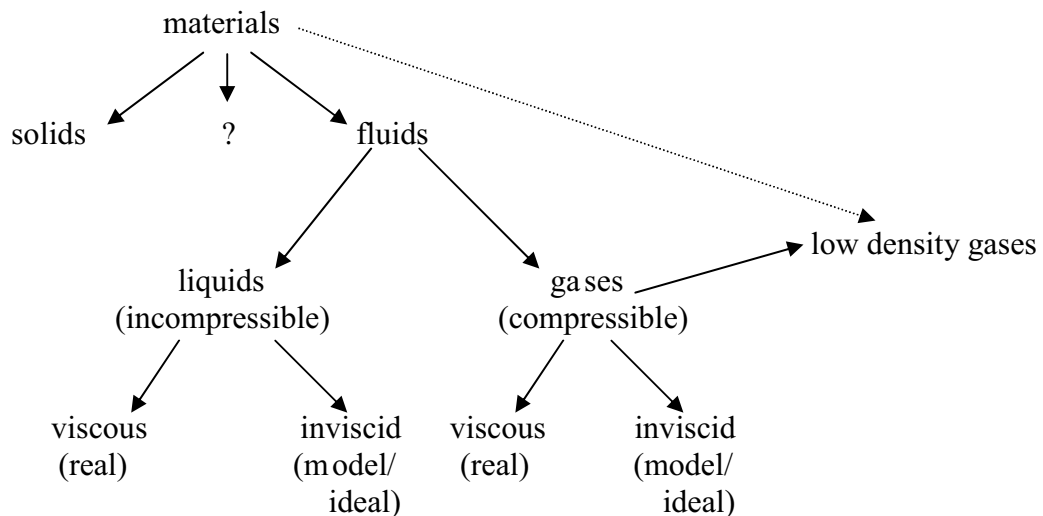 materials
solids ? fluids
low density gases
liquids gases
(incompressible) (compressible)
viscous inviscid viscous inviscid
(real) (model/ (real) (model/
ideal) ideal)